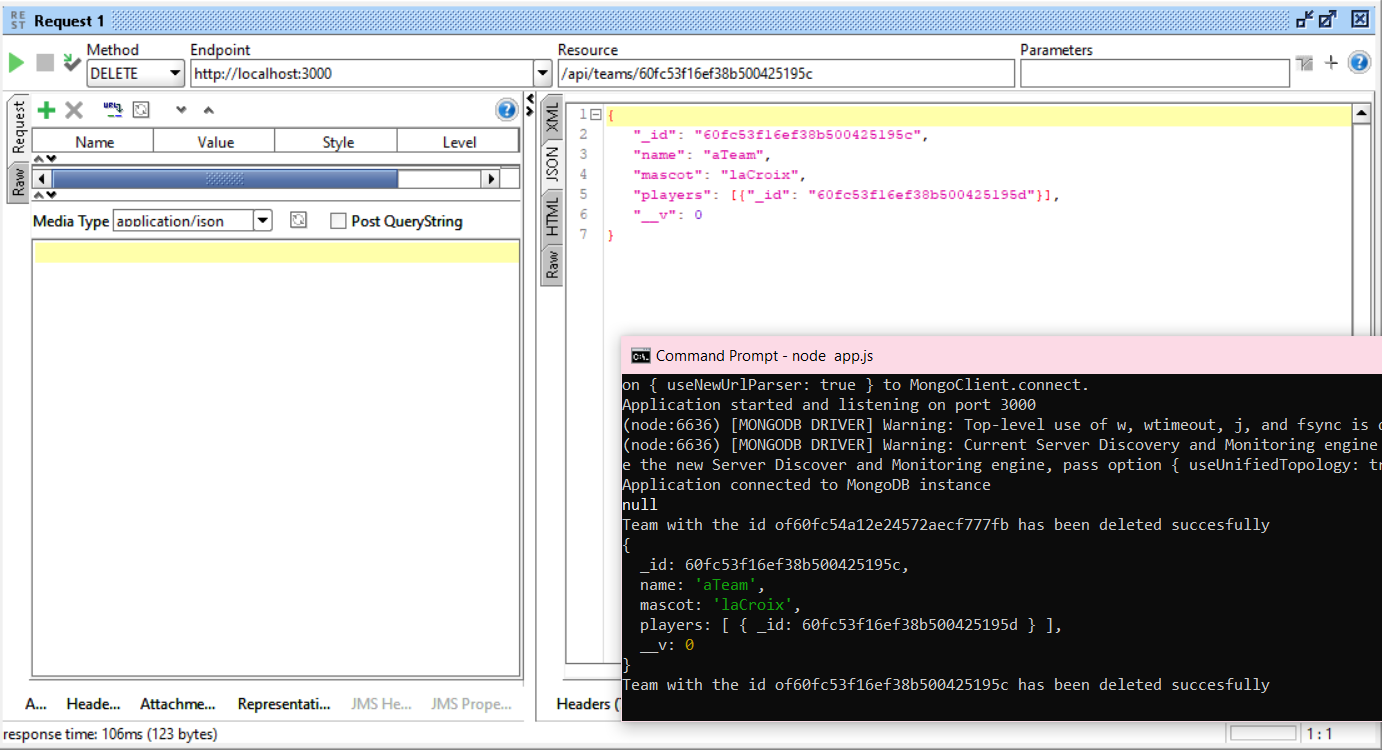 RE
ST
Request 1
Method
Endpoint
Resource
Parameters
DELETE
http://localhost:3000
/api/teams/60fc53f16ef38b500425195c
Request
Raw
Name Value Style Level
Media Type application/json Post QueryString
XML
JSON
HTML
Raw
1 {
2 "_id": "60fc53f16ef38b500425195c",
3 "name": "aTeam",
4 "mascot": "laCroix",
5 "players": [{"_id": "60fc53f16ef38b500425195d"}],
6 "__v": 0
7 }
Command Prompt - node app.js
on { useNewUrlParser: true } to MongoClient.connect.
Application started and listening on port 3000
(node:6636) [MONGODB DRIVER] Warning: Top-level use of w, wtimeout, j, and fsync is
(node:6636) [MONGODB DRIVER] Warning: Current Server Discovery and Monitoring engine
e the new Server Discover and Monitoring engine, pass option { useUnifiedTopology:
Application connected to MongoDB instance
null
Team with the id of60fc54a12e24572aecf777fb has been deleted succesfully
{
_id: 60fc53f16ef38b500425195c,
name: 'aTeam',
mascot: 'laCroix',
players: [ { _id: 60fc53f16ef38b500425195d } ],
__v: 0
}
Team with the id of60fc53f16ef38b500425195c has been deleted succesfully
A... Heade... Attachme... Representati... JMS He... JMS Prope...
Headers (
response time: 106ms (123 bytes)
1 : 1